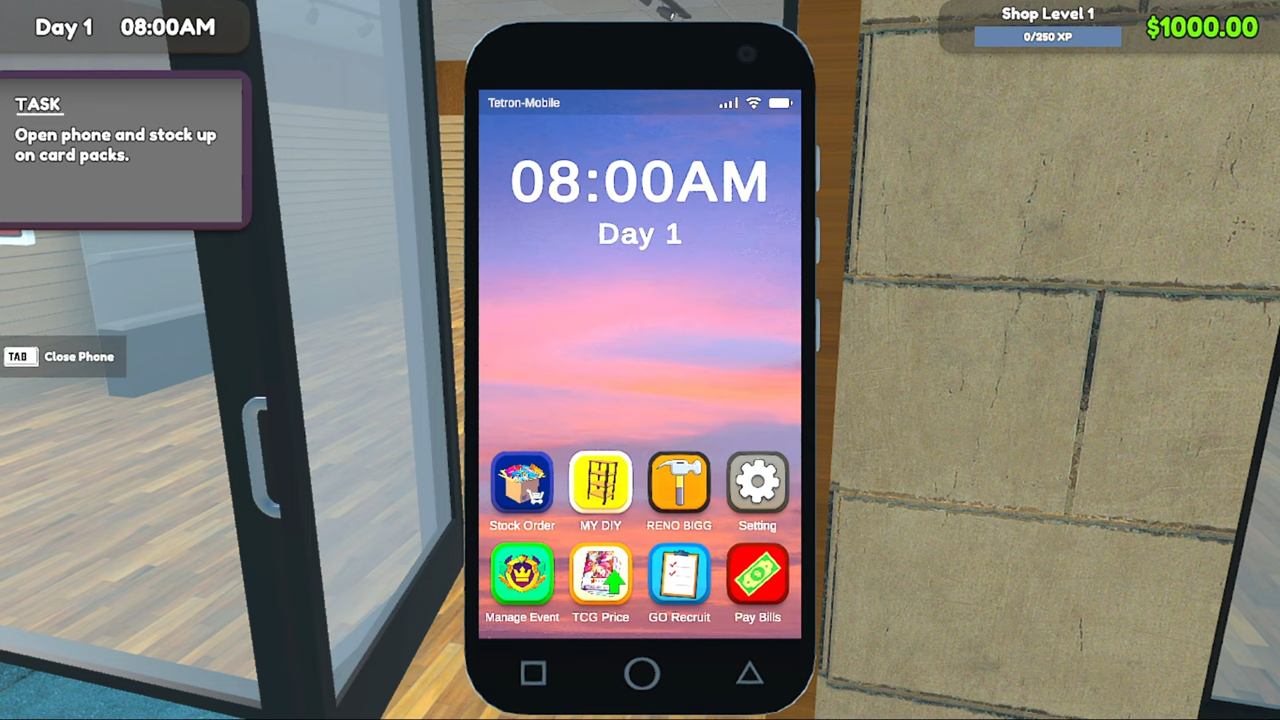 Day 1 08:00AM
Shop Level 1
0/250 XP
$1000.00
TASK
Open phone and stock up
on card packs.
TAB Close Phone
Tetron-Mobile
08:00AM
Day 1
Stock Order MY DIY RENO BIGG Setting
Manage Event TCG Price GO Recruit Pay Bills